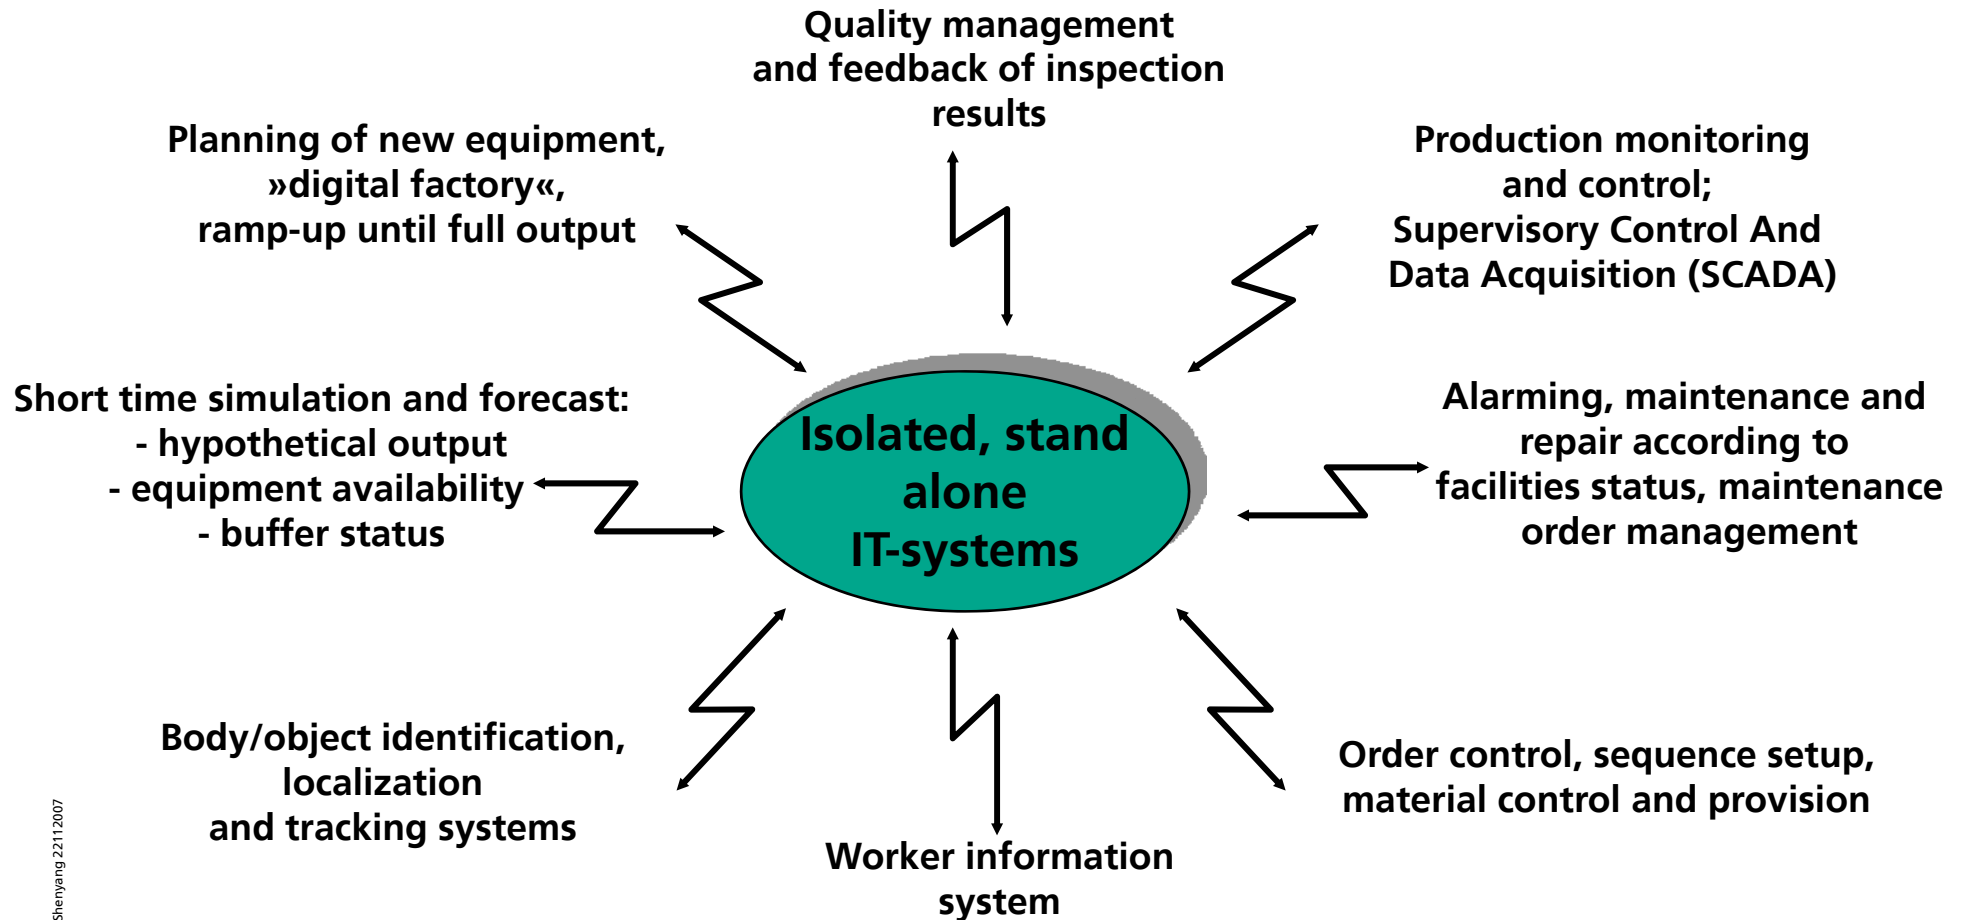 Quality management
and feedback of inspection
results
Planning of new equipment,
»digital factory«,
ramp-up until full output
Production monitoring
and control;
Supervisory Control And
Data Acquisition (SCADA)
Short time simulation and forecast:
- hypothetical output
- equipment availability
- buffer status
Isolated, stand
alone
IT-systems
Alarming, maintenance and
repair according to
facilities status, maintenance
order management
Body/object identification,
localization
and tracking systems
Worker information
system
Order control, sequence setup,
material control and provision
Shenyang 22112007